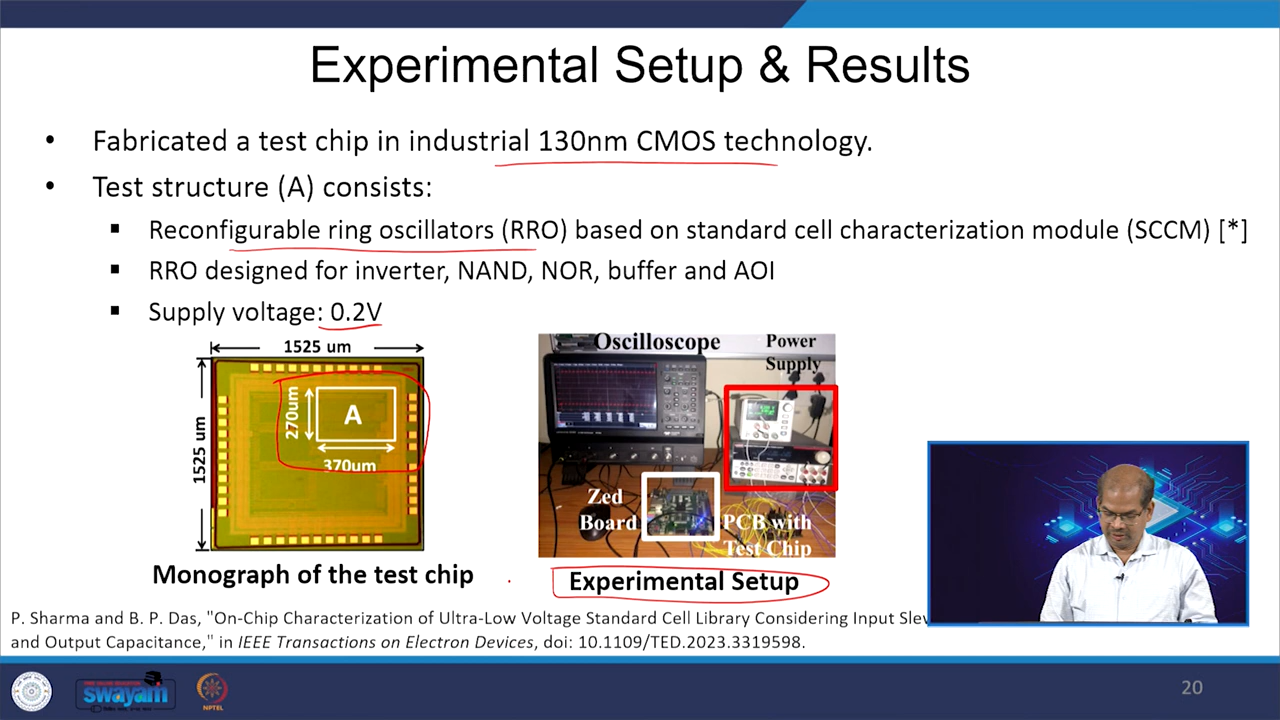 Experimental Setup & Results
• Fabricated a test chip in industrial 130nm CMOS technology.
• Test structure (A) consists:
▪ Reconfigurable ring oscillators (RRO) based on standard cell characterization module (SCCM) [*]
▪ RRO designed for inverter, NAND, NOR, buffer and AOI
▪ Supply voltage: 0.2V
1525 um
1525 um
270um
A
370um
Monograph of the test chip
Oscilloscope
Power
Supply
Zed
Board
PCB with
Test Chip
Experimental Setup
P. Sharma and B. P. Das, "On-Chip Characterization of Ultra-Low Voltage Standard Cell Library Considering Input
and Output Capacitance," in IEEE Transactions on Electron Devices, doi: 10.1109/TED.2023.3319598.
swayam
NPTEL
20